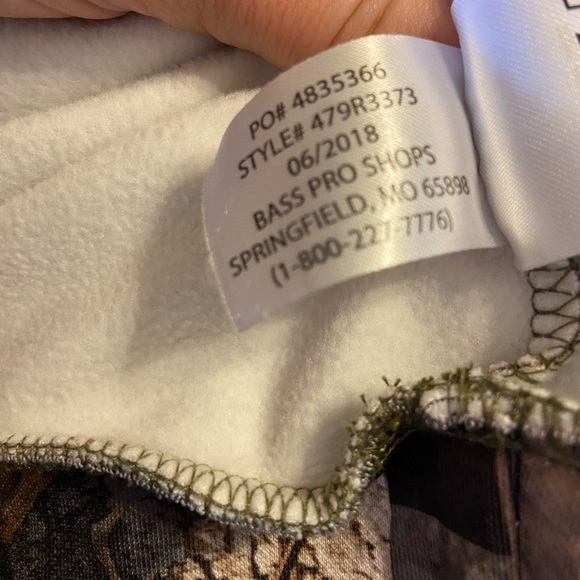 PO# 4835366
STYLE# 479R3373
06/2018
BASS PRO SHOPS
SPRINGFIELD, MO 65898
(1-800-227-7776)